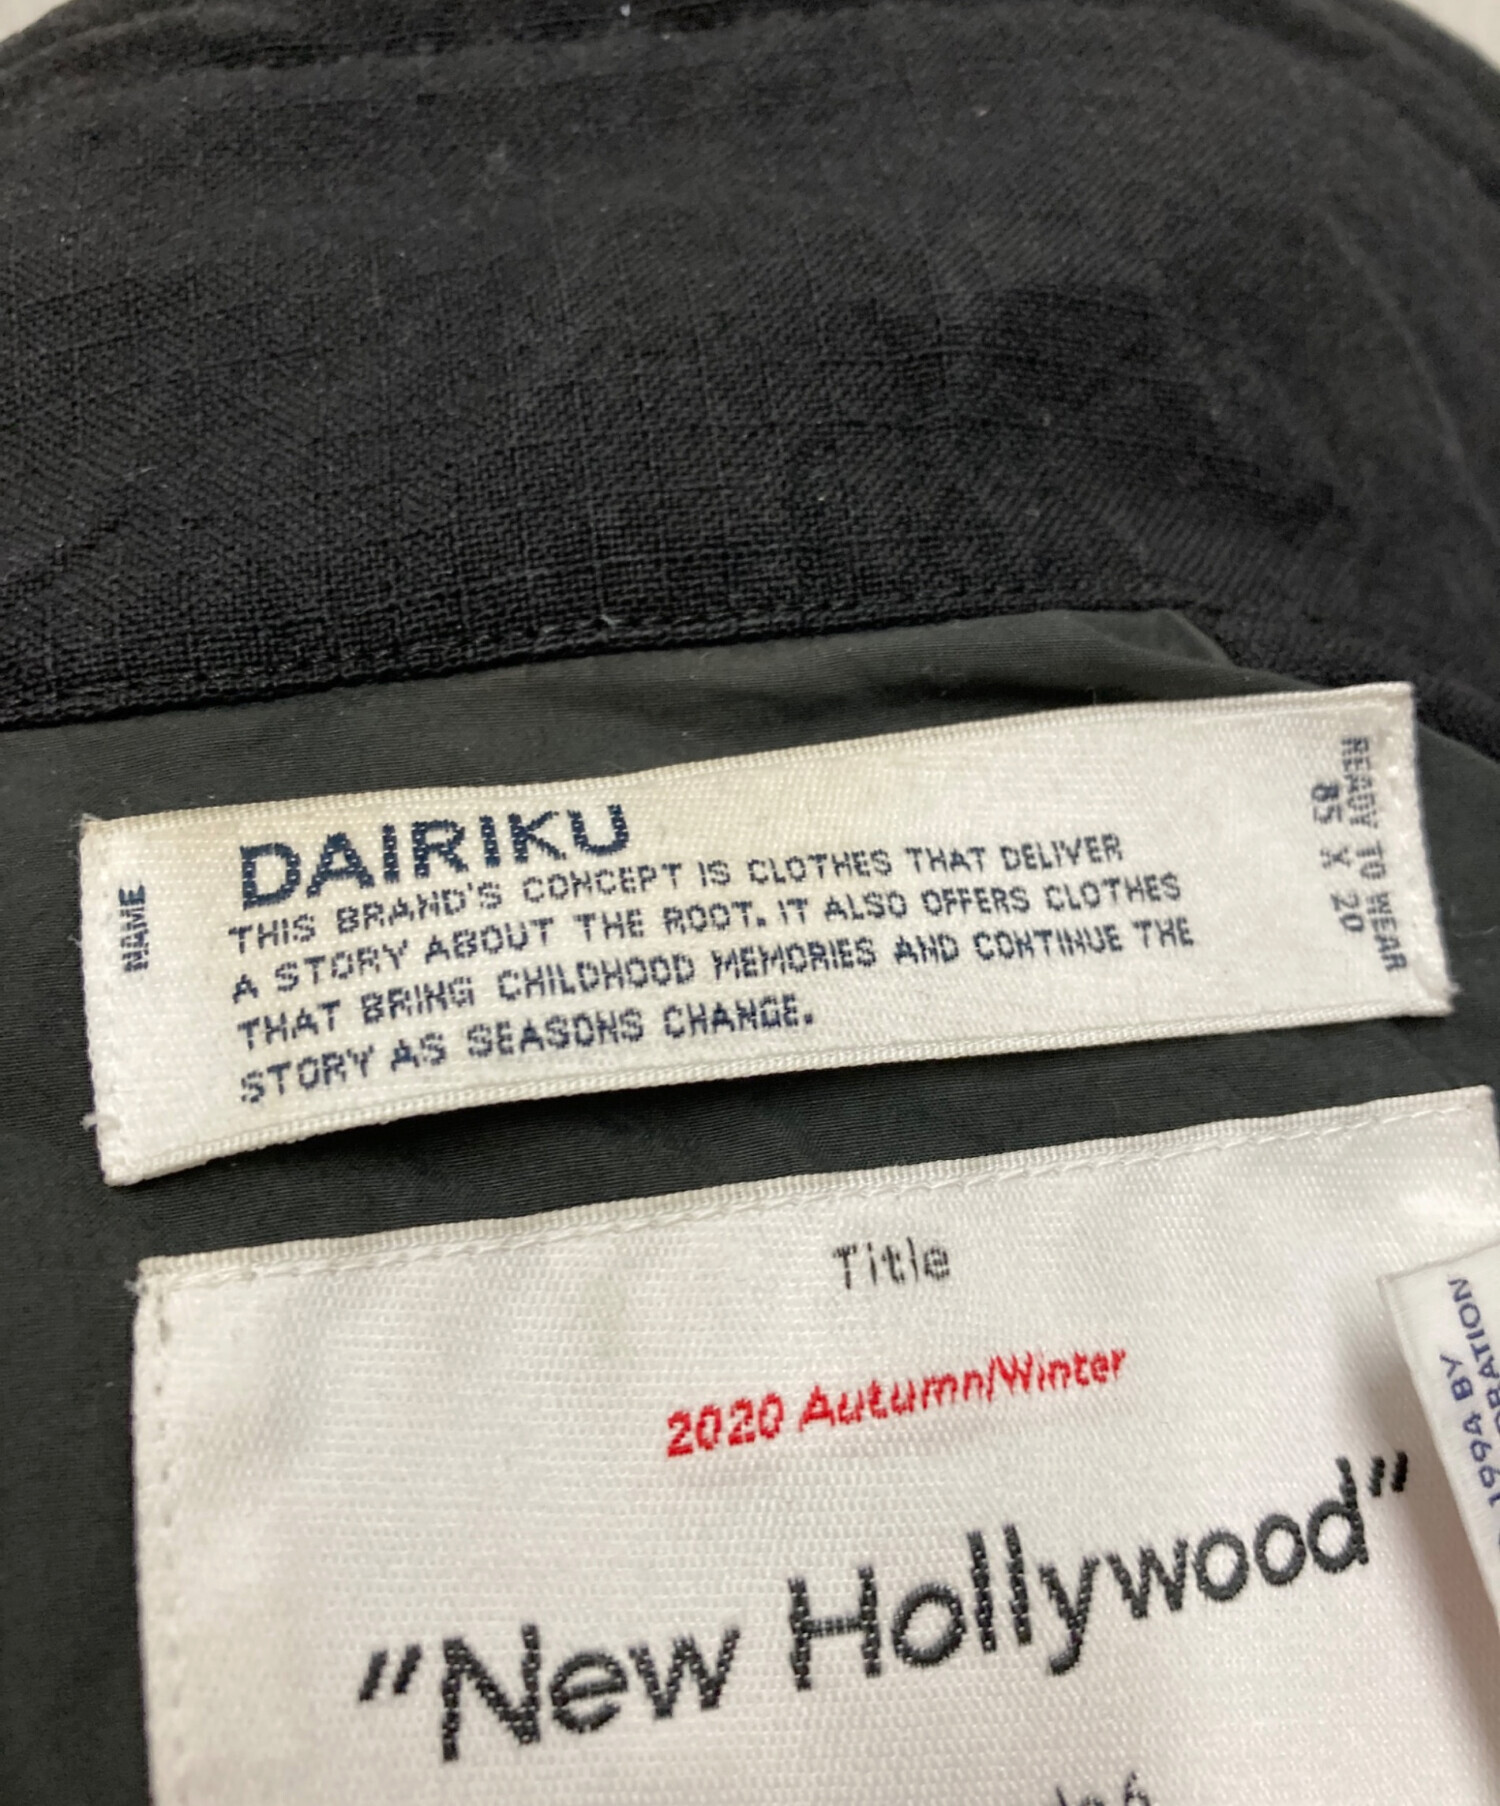 NAME
DAIRIKU
THIS BRAND'S CONCEPT IS CLOTHES THAT DELIVER
A STORY ABOUT THE ROOT. IT ALSO OFFERS CLOTHES
THAT BRING CHILDHOOD MEMORIES AND CONTINUE THE
STORY AS SEASONS CHANGE.
READY TO WEAR
85 X 20
Title
2020 Autumn/Winter
"New Hollywood"
1994 BY